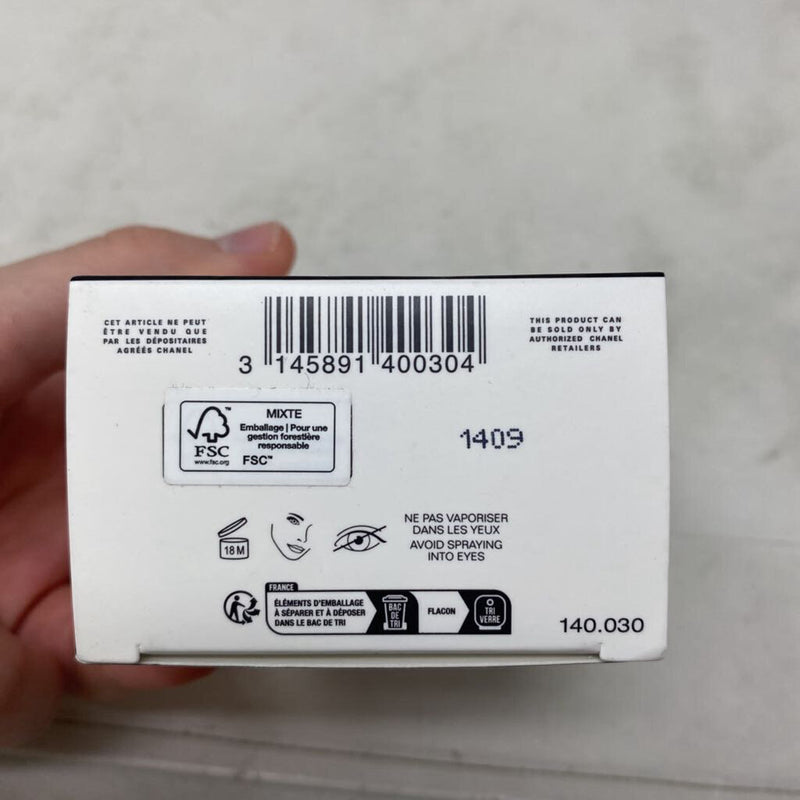 CET ARTICLE NE PEUT
ÊTRE VENDU QUE
PAR LES DÉPOSITAIRES
AGRÉÉS CHANEL
3 145891 400304
THIS PRODUCT CAN
BE SOLD ONLY BY
AUTHORIZED CHANEL
RETAILERS
FSC
www.fsc.org
MIXTE
Emballage | Pour une
gestion forestière
responsable
FSC™
1409
18 M
NE PAS VAPORISER
DANS LES YEUX
AVOID SPRAYING
INTO EYES
FRANCE
ÉLÉMENTS D'EMBALLAGE
À SÉPARER ET À DÉPOSER
DANS LE BAC DE TRI
BAC
DE
TRI
FLACON
TRI
VERRE
140.030